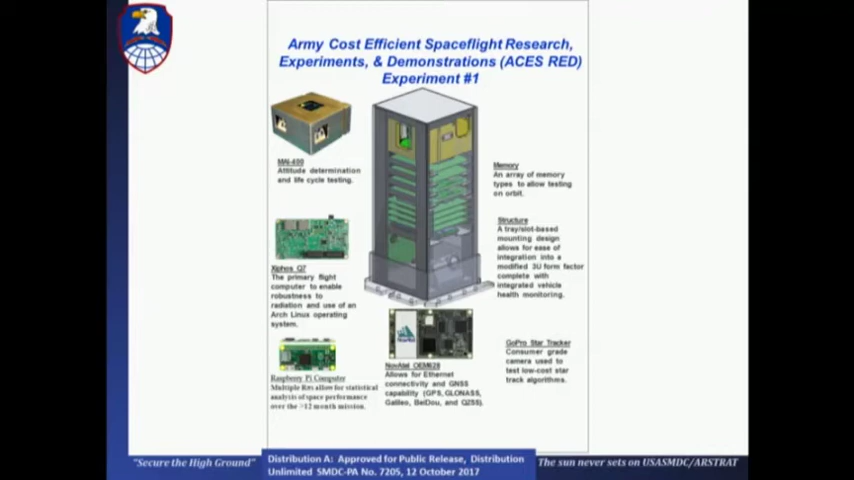 Army Cost Efficient Spaceflight Research,
Experiments, & Demonstrations (ACES RED)
Experiment #1
MAI-400
Attitude determination
and life cycle testing.
Memory
An array of memory
types to allow testing
on orbit.
Xiphos Q7
The primary flight
computer to enable
robustness to
radiation and use of an
Arch Linux operating
system.
Structure
A tray/slot-based
mounting design
allows for ease of
integration into a
modified 3U form factor
complete with
integrated vehicle
health monitoring.
Raspberry Pi Computer
Multiple RPis allow for statistical
analysis of space performance
over the >12 month mission.
NovAtel OEM628
Allows for Ethernet
connectivity and GNSS
capability (GPS, GLONASS,
Galileo, BeiDou, and QZSS).
GoPro Star Tracker
Consumer grade
camera used to
test low-cost star
track algorithms.
"Secure the High Ground"
Distribution A: Approved for Public Release, Distribution
Unlimited SMDC-PA No. 7205, 12 October 2017
The sun never sets on USASMDC/ARSTRAT